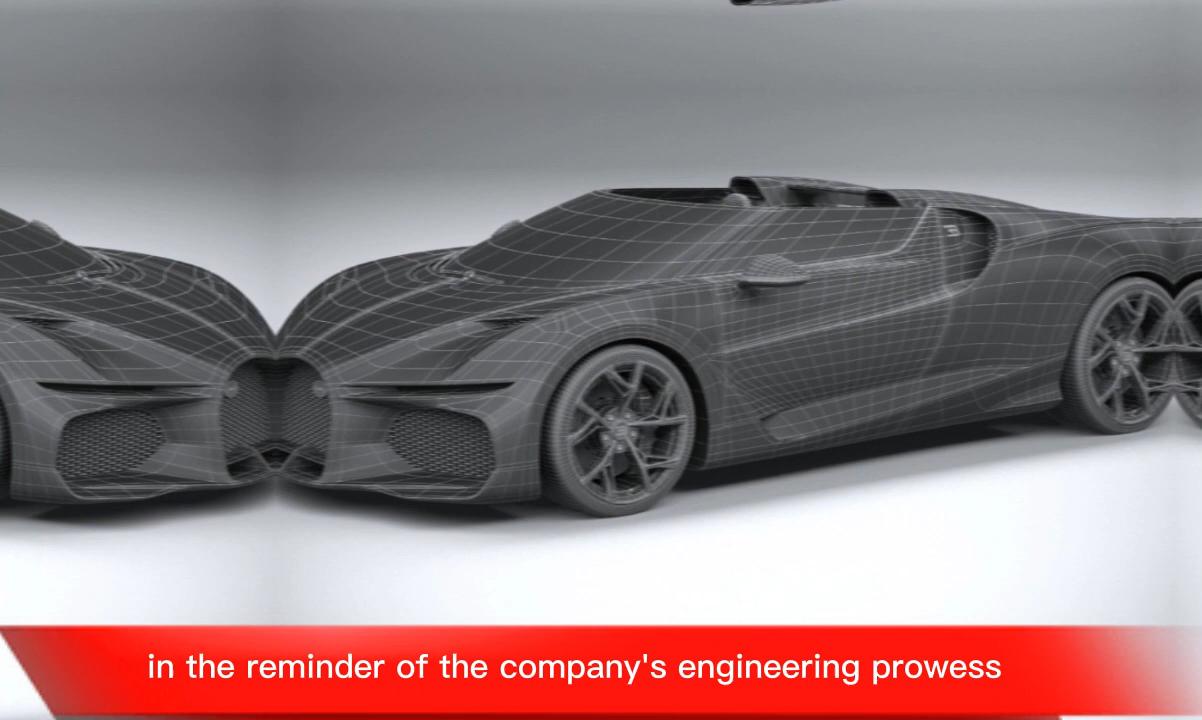 in the reminder of the company's engineering prowess